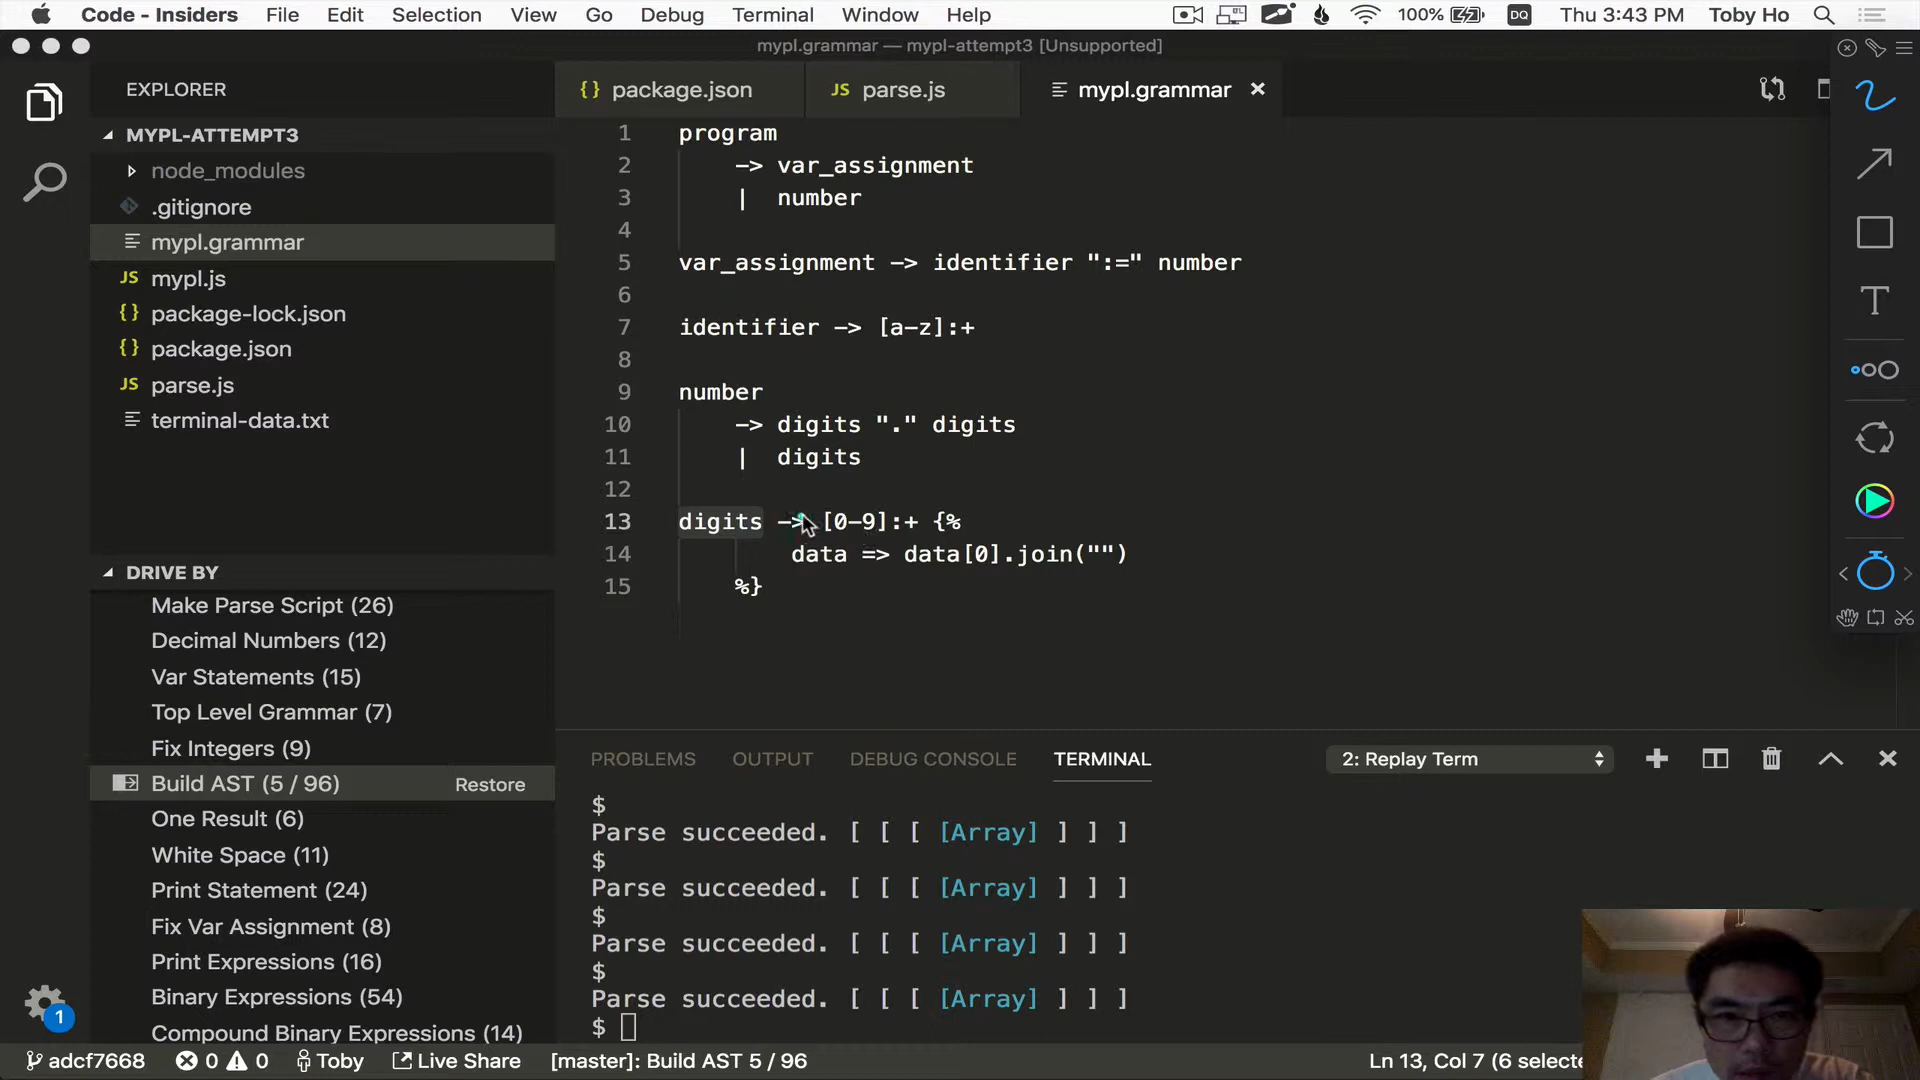 Code - Insiders File Edit Selection View Go Debug Terminal Window Help 100% DQ Thu 3:43 PM Toby Ho
mypl.grammar — mypl-attempt3 [Unsupported]
EXPLORER
MYPL-ATTEMPT3
node_modules
.gitignore
mypl.grammar
JS mypl.js
{} package-lock.json
{} package.json
JS parse.js
terminal-data.txt
DRIVE BY
Make Parse Script (26)
Decimal Numbers (12)
Var Statements (15)
Top Level Grammar (7)
Fix Integers (9)
Build AST (5 / 96) Restore
One Result (6)
White Space (11)
Print Statement (24)
Fix Var Assignment (8)
Print Expressions (16)
Binary Expressions (54)
Compound Binary Expressions (14)
1
{} package.json JS parse.js mypl.grammar
1 program
2 -> var_assignment
3 | number
4
5 var_assignment -> identifier ":=" number
6
7 identifier -> [a-z]:+
8
9 number
10 -> digits "." digits
11 | digits
12
13 digits -> [0-9]:+ {%
14 data => data[0].join("")
15 %}
PROBLEMS OUTPUT DEBUG CONSOLE TERMINAL 2: Replay Term
$
Parse succeeded. [ [ [ [Array] ] ] ]
$
Parse succeeded. [ [ [ [Array] ] ] ]
$
Parse succeeded. [ [ [ [Array] ] ] ]
$
Parse succeeded. [ [ [ [Array] ] ] ]
$
adcf7668 0 0 Toby Live Share [master]: Build AST 5 / 96 Ln 13, Col 7 (6 selecte
T